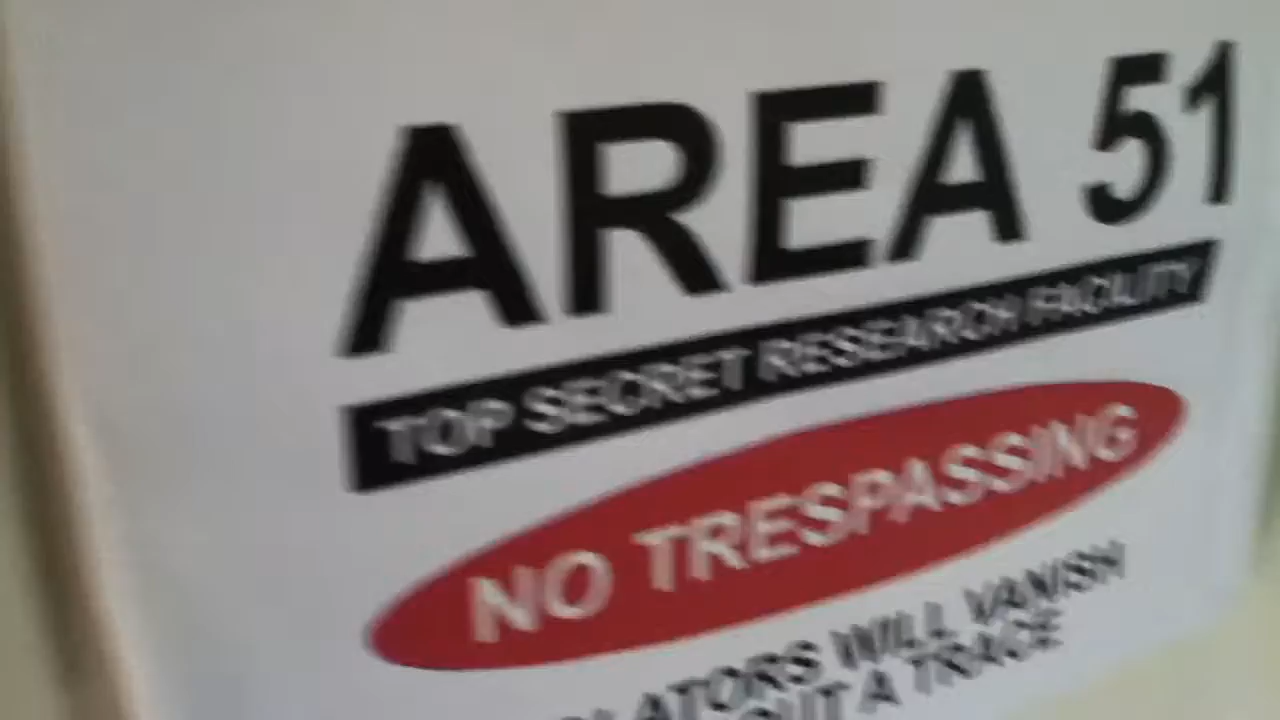 AREA 51
TOP SECRET RESEARCH FACILITY
NO TRESPASSING
WILL VANISH
A TRACE